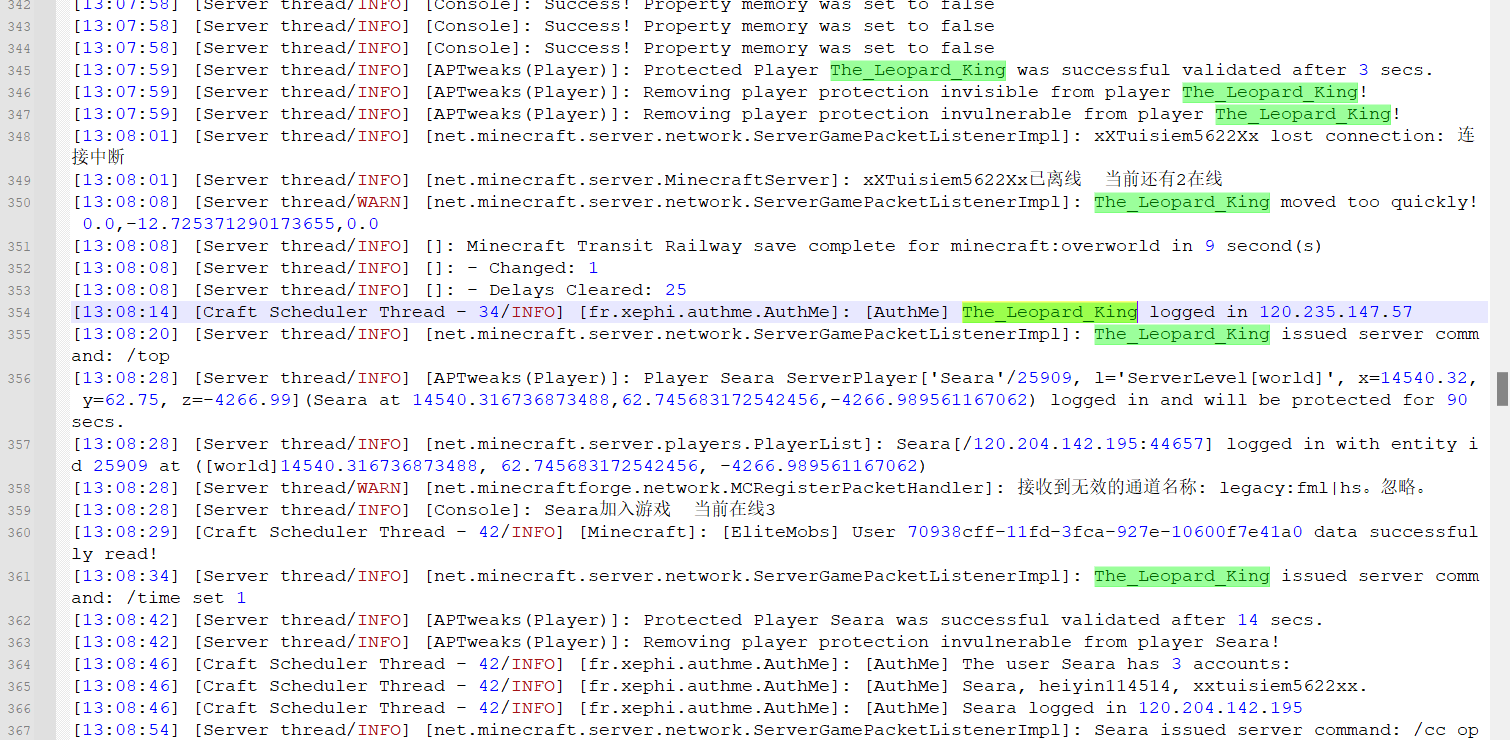 342 [13:07:58] [Server thread/INFO] [Console]: Success! Property memory was set to false
343 [13:07:58] [Server thread/INFO] [Console]: Success! Property memory was set to false
344 [13:07:58] [Server thread/INFO] [Console]: Success! Property memory was set to false
345 [13:07:59] [Server thread/INFO] [APTweaks(Player)]: Protected Player The_Leopard_King was successful validated after 3 secs.
346 [13:07:59] [Server thread/INFO] [APTweaks(Player)]: Removing player protection invisible from player The_Leopard_King!
347 [13:07:59] [Server thread/INFO] [APTweaks(Player)]: Removing player protection invulnerable from player The_Leopard_King!
348 [13:08:01] [Server thread/INFO] [net.minecraft.server.network.ServerGamePacketListenerImpl]: xXTuisiem5622Xx lost connection: 连
接中断
349 [13:08:01] [Server thread/INFO] [net.minecraft.server.MinecraftServer]: xXTuisiem5622Xx已离线  当前还有2在线
350 [13:08:08] [Server thread/WARN] [net.minecraft.server.network.ServerGamePacketListenerImpl]: The_Leopard_King moved too quickly!
0.0,-12.725371290173655,0.0
351 [13:08:08] [Server thread/INFO] []: Minecraft Transit Railway save complete for minecraft:overworld in 9 second(s)
352 [13:08:08] [Server thread/INFO] []: - Changed: 1
353 [13:08:08] [Server thread/INFO] []: - Delays Cleared: 25
354 [13:08:14] [Craft Scheduler Thread - 34/INFO] [fr.xephi.authme.AuthMe]: [AuthMe] The_Leopard_King logged in 120.235.147.57
355 [13:08:20] [Server thread/INFO] [net.minecraft.server.network.ServerGamePacketListenerImpl]: The_Leopard_King issued server comm
and: /top
356 [13:08:28] [Server thread/INFO] [APTweaks(Player)]: Player Seara ServerPlayer['Seara'/25909, l='ServerLevel[world]', x=14540.32,
y=62.75, z=-4266.99](Seara at 14540.316736873488,62.745683172542456,-4266.989561167062) logged in and will be protected for 90
secs.
357 [13:08:28] [Server thread/INFO] [net.minecraft.server.players.PlayerList]: Seara[/120.204.142.195:44657] logged in with entity i
d 25909 at ([world]14540.316736873488, 62.745683172542456, -4266.989561167062)
358 [13:08:28] [Server thread/WARN] [net.minecraftforge.network.MCRegisterPacketHandler]: 接收到无效的通道名称: legacy:fml|hs。忽略。
359 [13:08:28] [Server thread/INFO] [Console]: Seara加入游戏  当前在线3
360 [13:08:29] [Craft Scheduler Thread - 42/INFO] [Minecraft]: [EliteMobs] User 70938cff-11fd-3fca-927e-10600f7e41a0 data successful
ly read!
361 [13:08:34] [Server thread/INFO] [net.minecraft.server.network.ServerGamePacketListenerImpl]: The_Leopard_King issued server comm
and: /time set 1
362 [13:08:42] [Server thread/INFO] [APTweaks(Player)]: Protected Player Seara was successful validated after 14 secs.
363 [13:08:42] [Server thread/INFO] [APTweaks(Player)]: Removing player protection invulnerable from player Seara!
364 [13:08:46] [Craft Scheduler Thread - 42/INFO] [fr.xephi.authme.AuthMe]: [AuthMe] The user Seara has 3 accounts:
365 [13:08:46] [Craft Scheduler Thread - 42/INFO] [fr.xephi.authme.AuthMe]: [AuthMe] Seara, heiyin114514, xxtuisiem5622xx.
366 [13:08:46] [Craft Scheduler Thread - 42/INFO] [fr.xephi.authme.AuthMe]: [AuthMe] Seara logged in 120.204.142.195
367 [13:08:54] [Server thread/INFO] [net.minecraft.server.network.ServerGamePacketListenerImpl]: Seara issued server command: /cc op